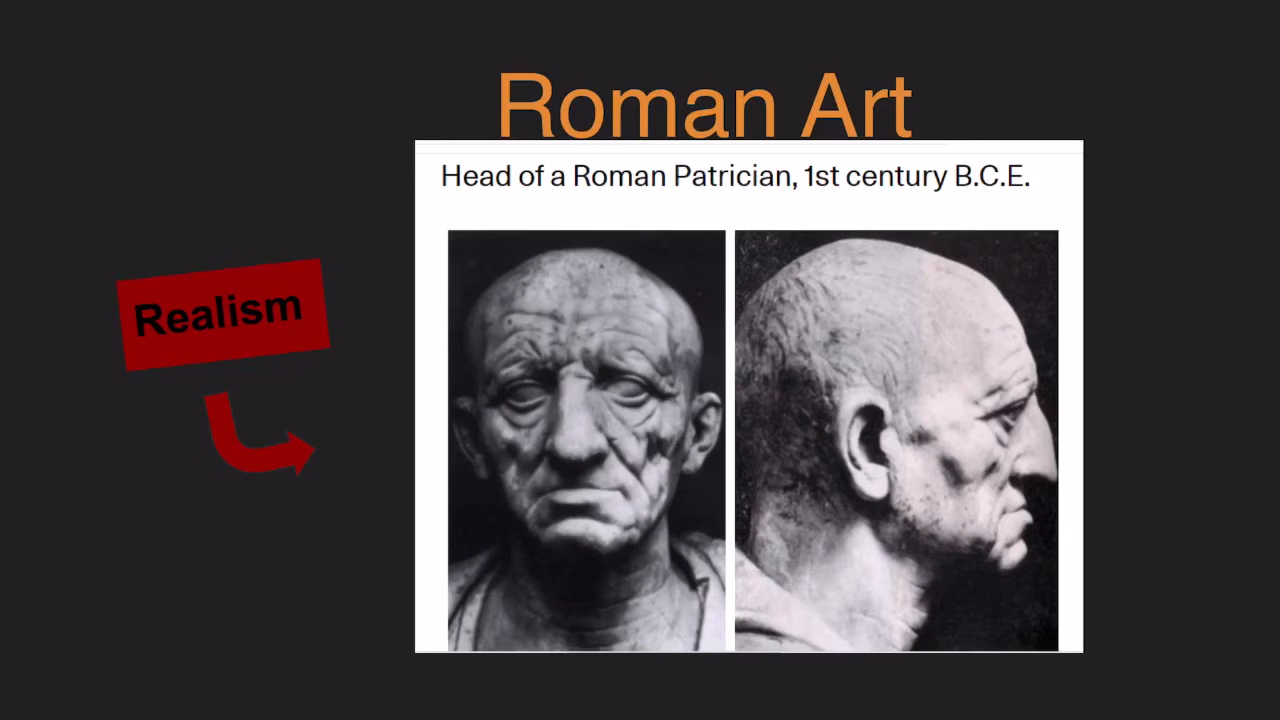 Roman Art
Head of a Roman Patrician, 1st century B.C.E.
Realism